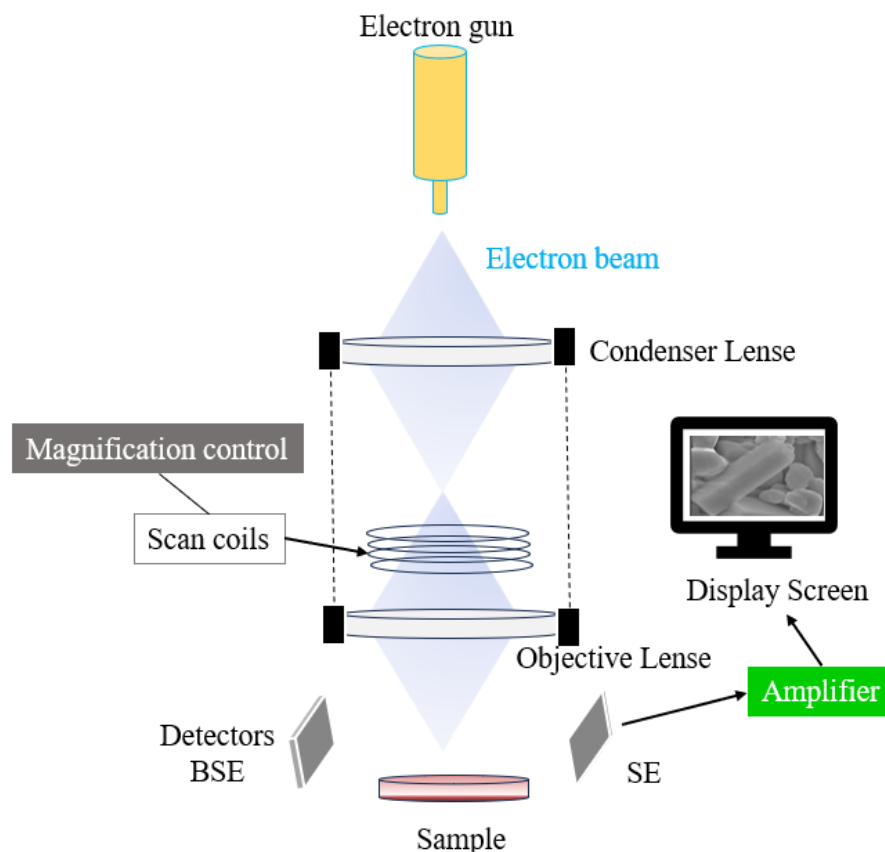 Electron gun
Electron beam
Condenser Lense
Magnification control
Scan coils
Display Screen
Objective Lense
Amplifier
Detectors
BSE
SE
Sample